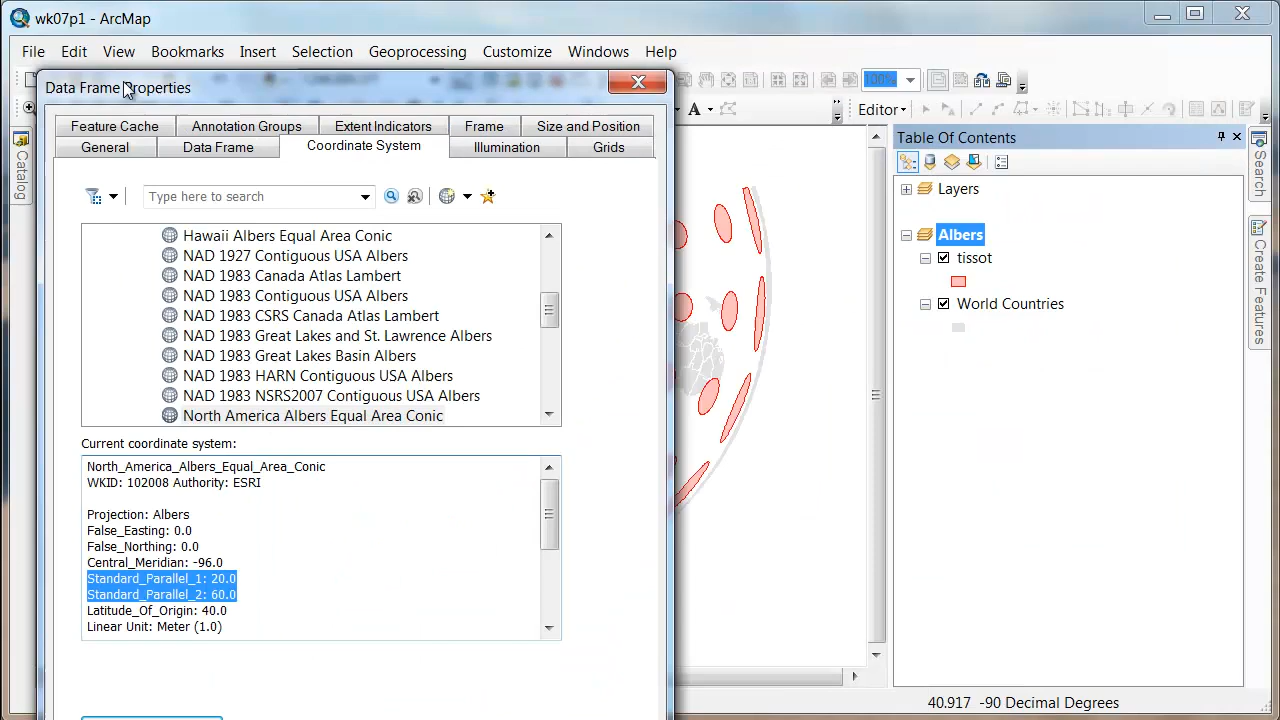 wk07p1 - ArcMap
File Edit View Bookmarks Insert Selection Geoprocessing Customize Windows Help
Data Frame Properties
100%
Editor
Feature Cache Annotation Groups Extent Indicators Frame Size and Position
General Data Frame Coordinate System Illumination Grids
Type here to search
Hawaii Albers Equal Area Conic
NAD 1927 Contiguous USA Albers
NAD 1983 Canada Atlas Lambert
NAD 1983 Contiguous USA Albers
NAD 1983 CSRS Canada Atlas Lambert
NAD 1983 Great Lakes and St. Lawrence Albers
NAD 1983 Great Lakes Basin Albers
NAD 1983 HARN Contiguous USA Albers
NAD 1983 NSRS2007 Contiguous USA Albers
North America Albers Equal Area Conic
Current coordinate system:
North_America_Albers_Equal_Area_Conic
WKID: 102008 Authority: ESRI
Projection: Albers
False_Easting: 0.0
False_Northing: 0.0
Central_Meridian: -96.0
Standard_Parallel_1: 20.0
Standard_Parallel_2: 60.0
Latitude_Of_Origin: 40.0
Linear Unit: Meter (1.0)
Catalog
A
Table Of Contents
Layers
Albers
tissot
World Countries
Search
Create Features
40.917 -90 Decimal Degrees